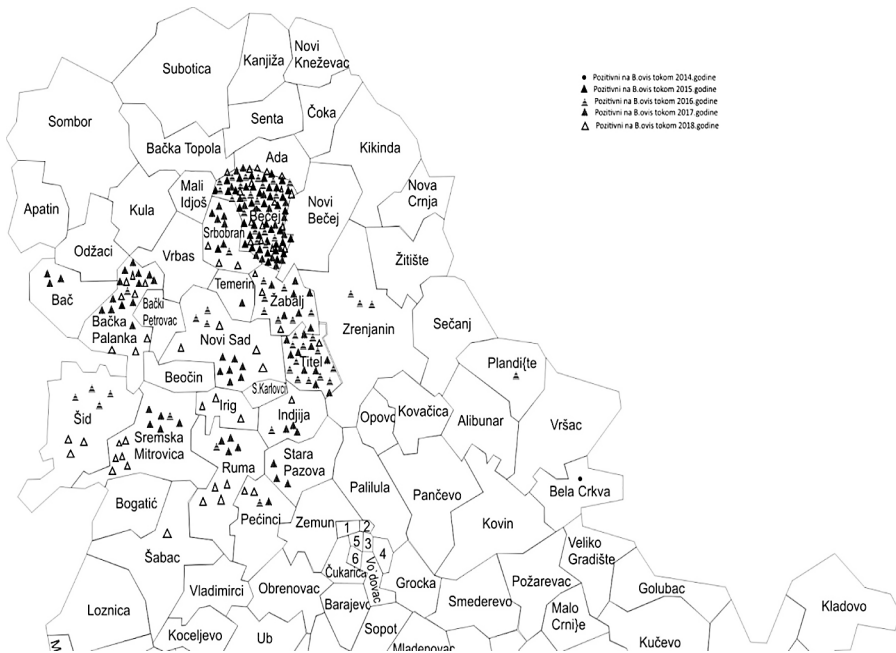 Subotica
Kanjiža
Novi
Kneževac
Pozitivni na B.ovis tokom 2014.godine
Pozitivni na B.ovis tokom 2015.godine
Pozitivni na B.ovis tokom 2016.godine
Pozitivni na B.ovis tokom 2017.godine
Pozitivni na B.ovis tokom 2018.godine
Sombor
Senta
Čoka
Bačka Topola
Ada
Kikinda
Mali
Idjoš
Nova
Crnja
Apatin
Kula
Novi
Bečej
Bečej
Srbobran
Odžaci
Vrbas
Žitište
Temerin
Bač
Bački
Petrovac
Žabalj
Bačka
Palanka
Zrenjanin
Sečanj
Novi Sad
Titel
Plandi{te
Beočin
S.Karlovci
Irig
Indjija
Opovo
Kovačica
Alibunar
Vršac
Šid
Sremska
Mitrovica
Ruma
Stara
Pazova
Palilula
Pančevo
Bela Crkva
Bogatić
Pećinci
Zemun
1
2
5
3
6
4
Kovin
Veliko
Gradište
Šabac
Čukarica
Vo`dovac
Vladimirci
Obrenovac
Grocka
Požarevac
Golubac
Loznica
Barajevo
Smederevo
Malo
Crni}e
Kladovo
Koceljevo
Ub
Sopot
Mladenovac
Kučevo
M